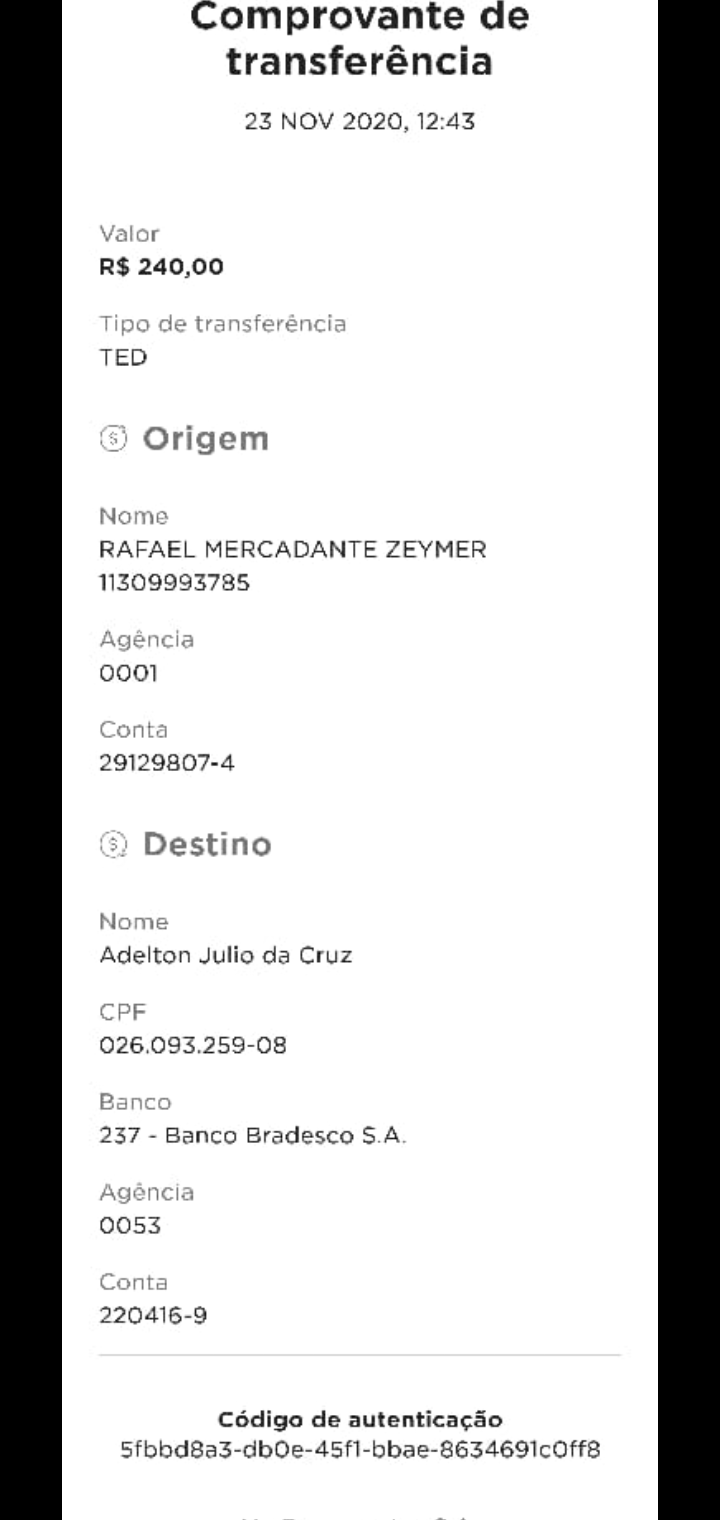 Comprovante de
transferência
23 NOV 2020, 12:43
Valor
R$ 240,00
Tipo de transferência
TED
Origem
Nome
RAFAEL MERCADANTE ZEYMER
11309993785
Agência
0001
Conta
29129807-4
Destino
Nome
Adelton Julio da Cruz
CPF
026.093.259-08
Banco
237 - Banco Bradesco S.A.
Agência
0053
Conta
220416-9
Código de autenticação
5fbbd8a3-db0e-45f1-bbae-8634691c0ff8